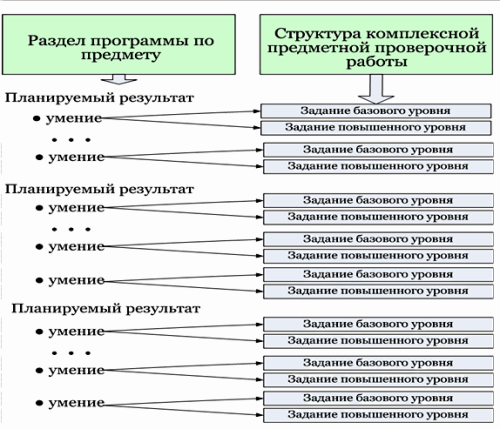 Раздел программы по
предмету
Структура комплексной
предметной проверочной
работы
Планируемый результат
• умение
Задание базового уровня
Задание повышенного уровня
• • •
• умение
Задание базового уровня
Задание повышенного уровня
Планируемый результат
• умение
Задание базового уровня
Задание повышенного уровня
• • •
• умение
Задание базового уровня
Задание повышенного уровня
• умение
Задание базового уровня
Задание повышенного уровня
Планируемый результат
• умение
Задание базового уровня
Задание повышенного уровня
• • •
• умение
Задание базового уровня
Задание повышенного уровня
• умение
Задание базового уровня
Задание повышенного уровня